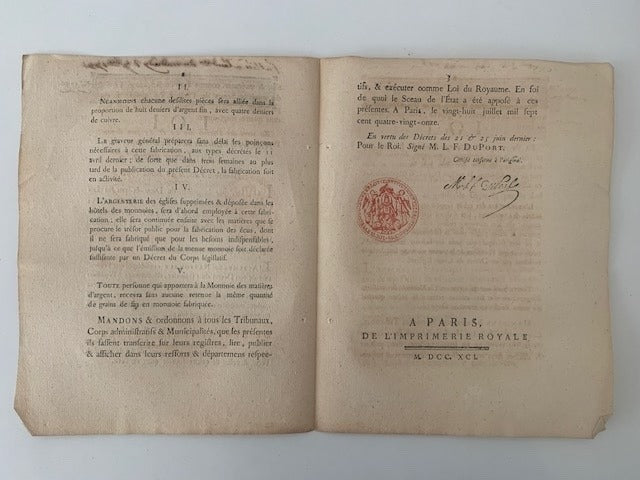 2
I I.
NEANMOINS chacune desdites pièces sera alliée dans la
proportion de huit deniers d'argent fin, avec quatre deniers
de cuivre.
I I I.
Le graveur général préparera sans délai les poinçons
nécessaires à cette fabrication, aux types décrétés le 11
avril dernier; de sorte que dans trois semaines au plus
tard de la publication du présent Décret, la fabrication soit
en activité.
I V.
L'ARGENTERIE des églises supprimées & déposée dans les
hôtels des monnoies, sera d'abord employée à cette fabri-
cation; elle sera continuée ensuite avec les matières que se
procure le trésor public pour la fabrication des écus, dont
il ne sera fabriqué que pour les besoins indispensables,
jusqu'à ce que l'émission de la menue monnoie soit déclarée
suffisante par un Décret du Corps législatif.
V.
TOUTE personne qui apportera à la Monnoie des matières
d'argent, recevra sans aucune retenue la même quantité
de grains de fin en monnoie fabriquée.
MANDONS & ordonnons à tous les Tribunaux,
Corps administratifs & Municipalités, que les présentes
ils fassent transcrire sur leurs registres, lire, publier
& afficher dans leurs ressorts & départemens respec-
3
tifs, & exécuter comme Loi du Royaume. En foi
de quoi le Sceau de l'État a été apposé à ces
présentes. A Paris, le vingt-huit juillet mil sept
cent quatre-vingt-onze.
En vertu des Décrets des 21 & 25 juin dernier:
Pour le Roi. Signé M. L. F. DUPORT.
Certifié conforme à l'original.
A PARIS,
DE L'IMPRIMERIE ROYALE.
M. DCC. XCI.